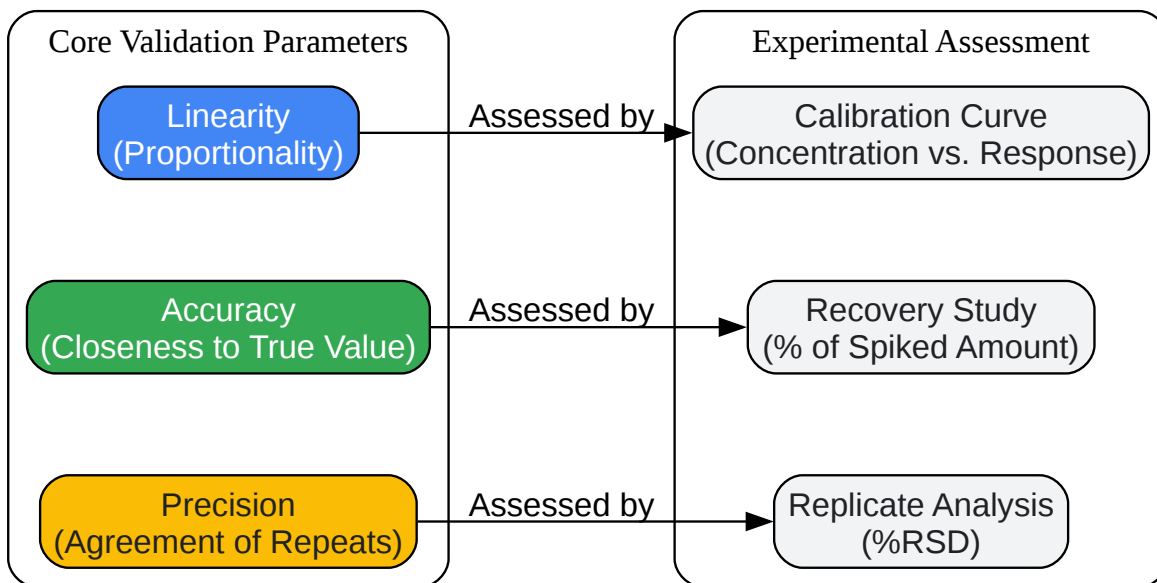 Core Validation Parameters
Experimental Assessment
Linearity
(Proportionality)
Assessed by
Calibration Curve
(Concentration vs. Response)
Accuracy
(Closeness to True Value)
Assessed by
Recovery Study
(% of Spiked Amount)
Precision
(Agreement of Repeats)
Assessed by
Replicate Analysis
(%RSD)